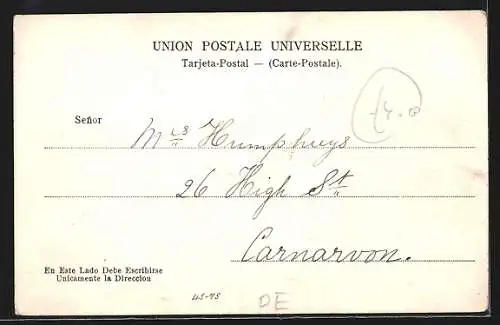 UNION POSTALE UNIVERSELLE
Tarjeta-Postal — (Carte-Postale).
Señor
Mrs Humphreys
26 High St
Carnarvon.
En Este Lado Debe Escribirse
Unicamente la Direccion
DE